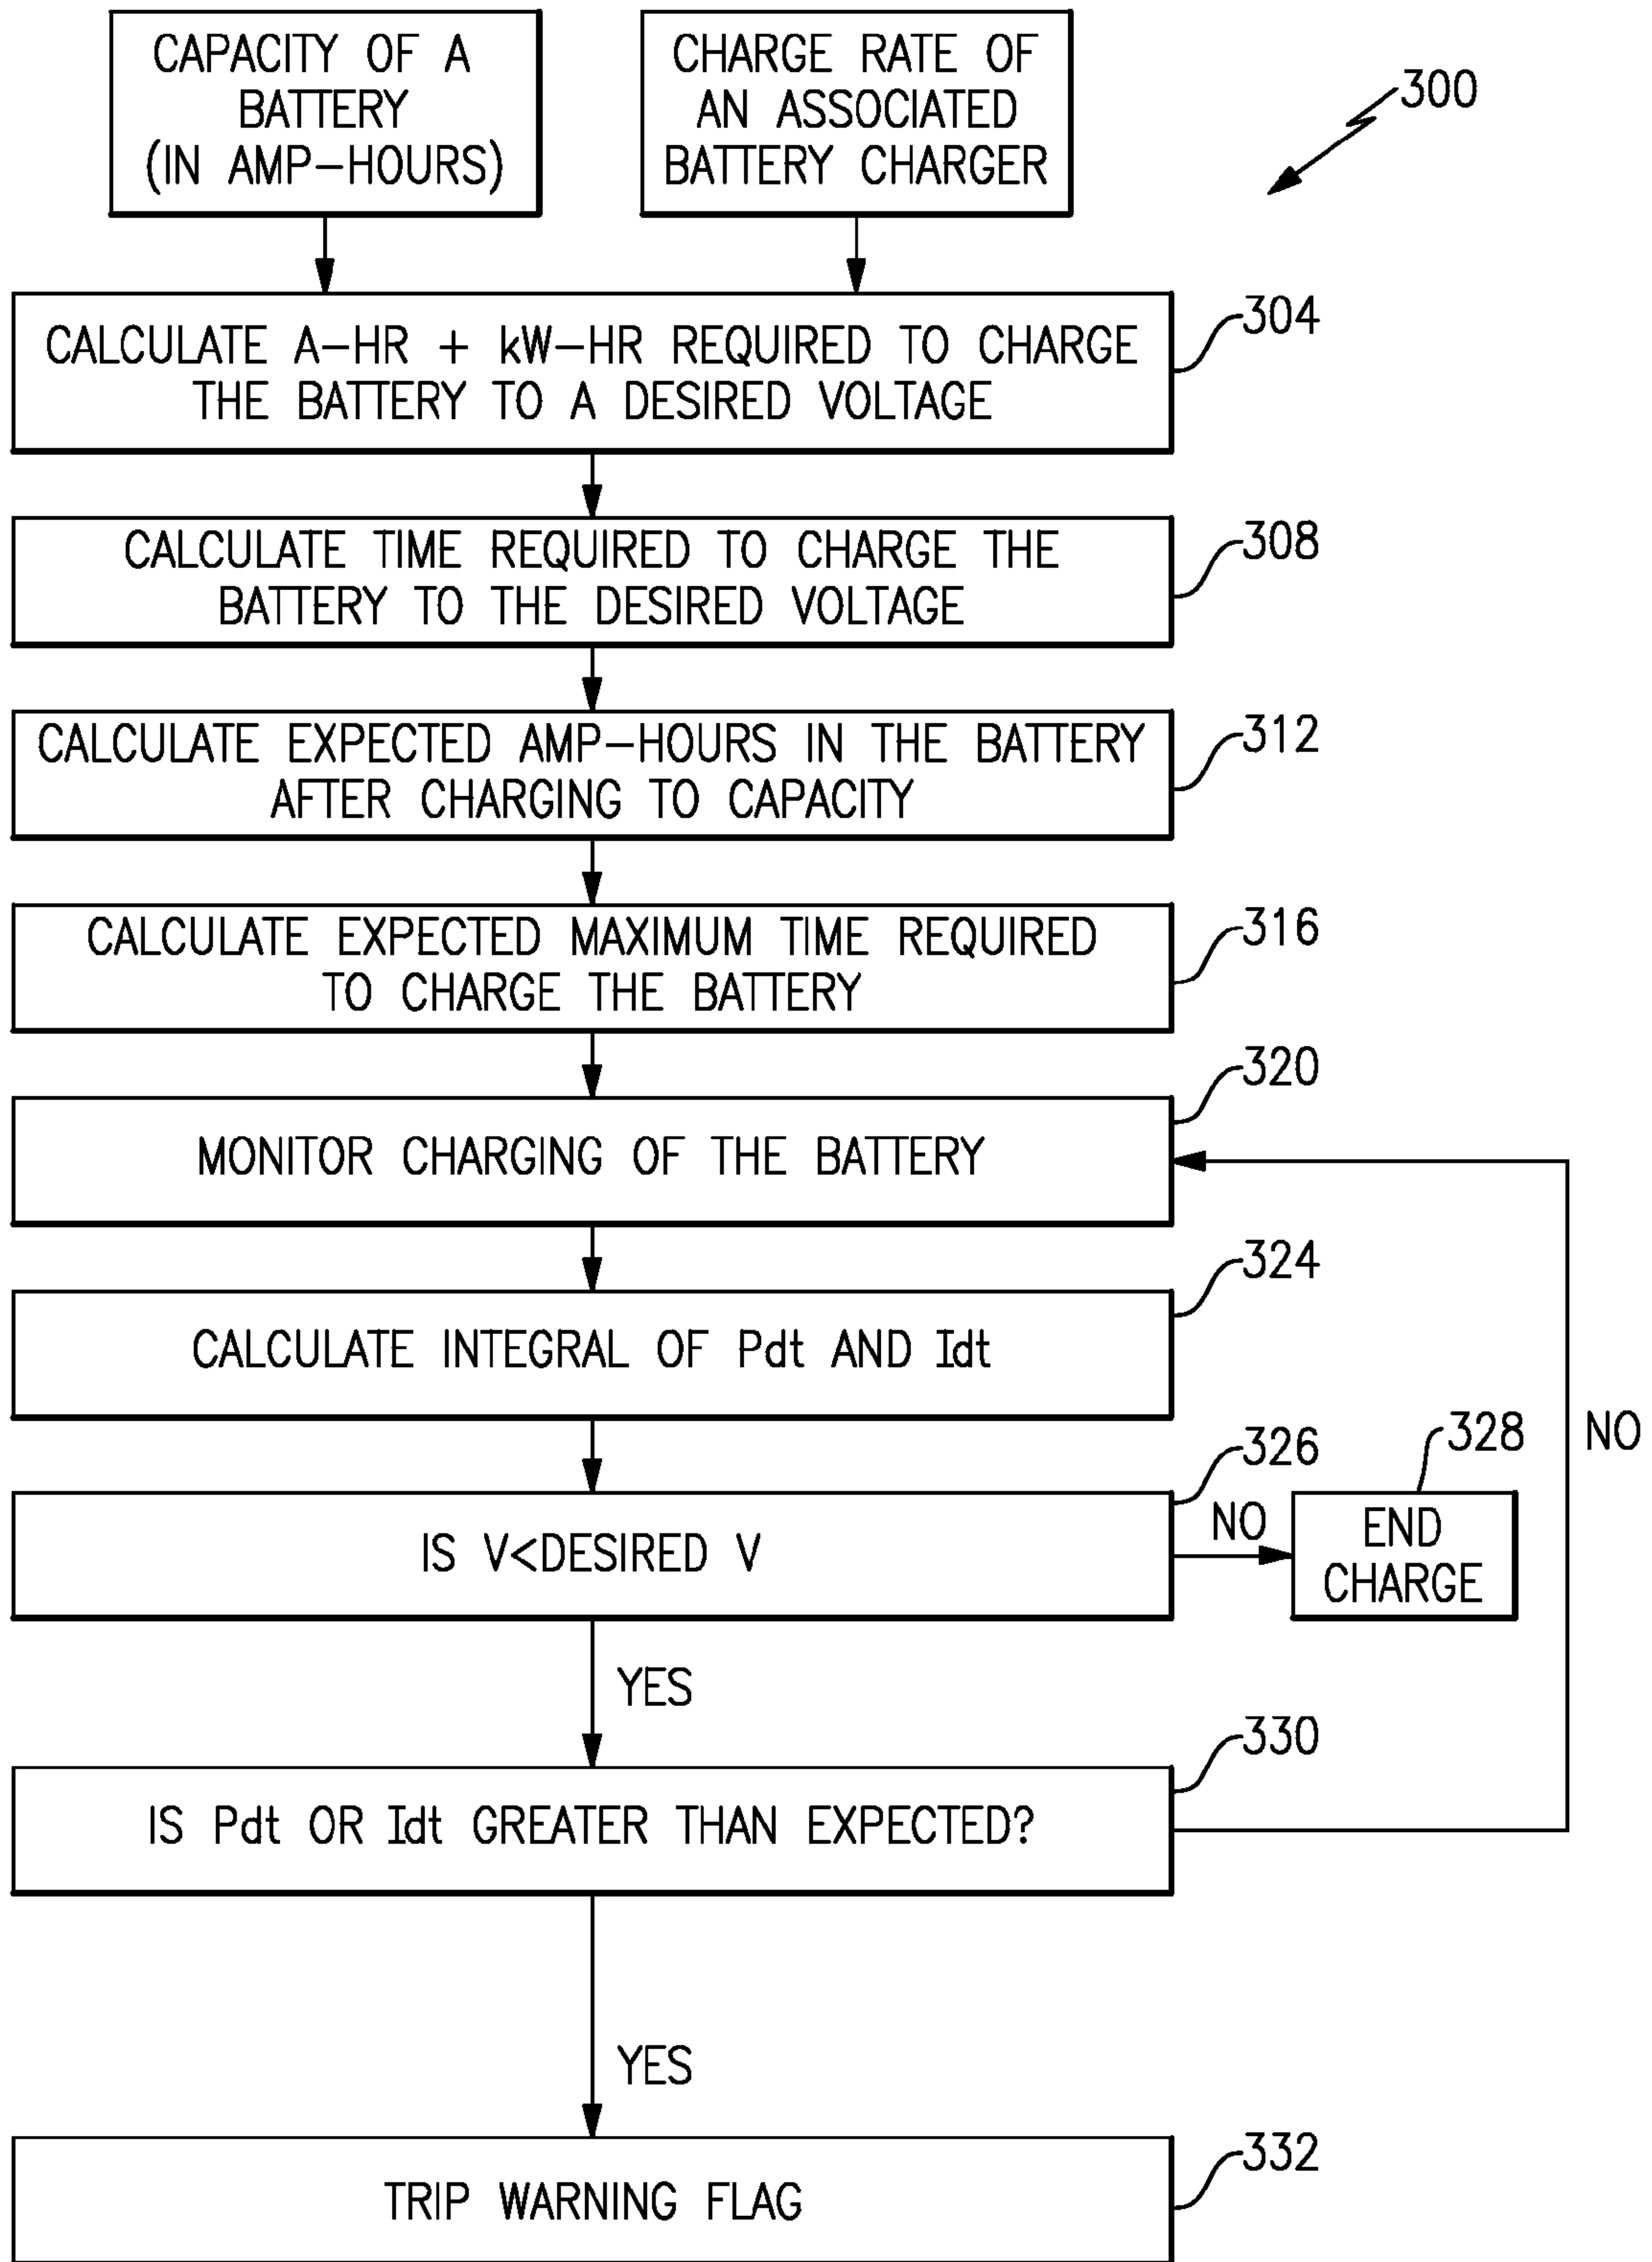 CAPACITY OF A
BATTERY
(IN AMP-HOURS)
CHARGE RATE OF
AN ASSOCIATED
BATTERY CHARGER
300
CALCULATE A-HR + kW-HR REQUIRED TO CHARGE
THE BATTERY TO A DESIRED VOLTAGE
304
CALCULATE TIME REQUIRED TO CHARGE THE
BATTERY TO THE DESIRED VOLTAGE
308
CALCULATE EXPECTED AMP-HOURS IN THE BATTERY
AFTER CHARGING TO CAPACITY
312
CALCULATE EXPECTED MAXIMUM TIME REQUIRED
TO CHARGE THE BATTERY
316
MONITOR CHARGING OF THE BATTERY
320
CALCULATE INTEGRAL OF Pdt AND Idt
324
IS V<DESIRED V
326
NO
END
CHARGE
328
NO
YES
IS Pdt OR Idt GREATER THAN EXPECTED?
330
YES
TRIP WARNING FLAG
332